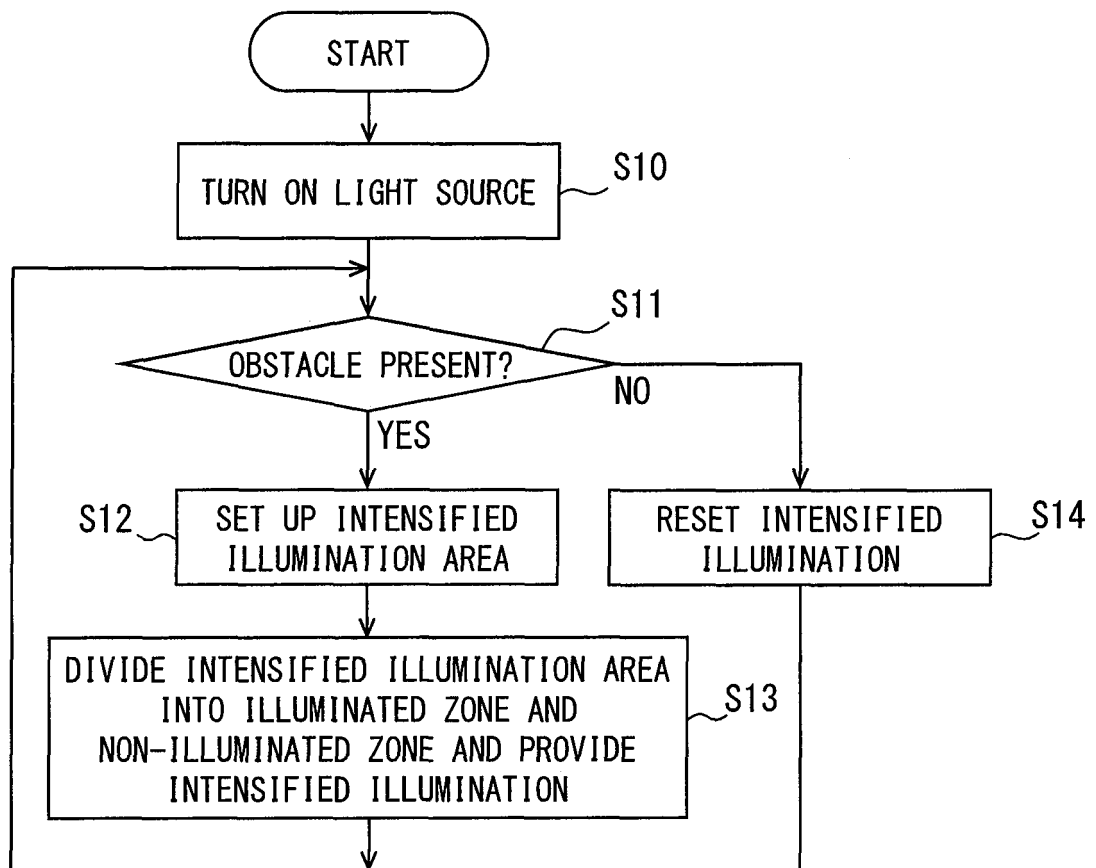 START
TURN ON LIGHT SOURCE
S10
S11
OBSTACLE PRESENT?
NO
YES
S12
SET UP INTENSIFIED
ILLUMINATION AREA
RESET INTENSIFIED
ILLUMINATION
S14
DIVIDE INTENSIFIED ILLUMINATION AREA
INTO ILLUMINATED ZONE AND
NON-ILLUMINATED ZONE AND PROVIDE
INTENSIFIED ILLUMINATION
S13